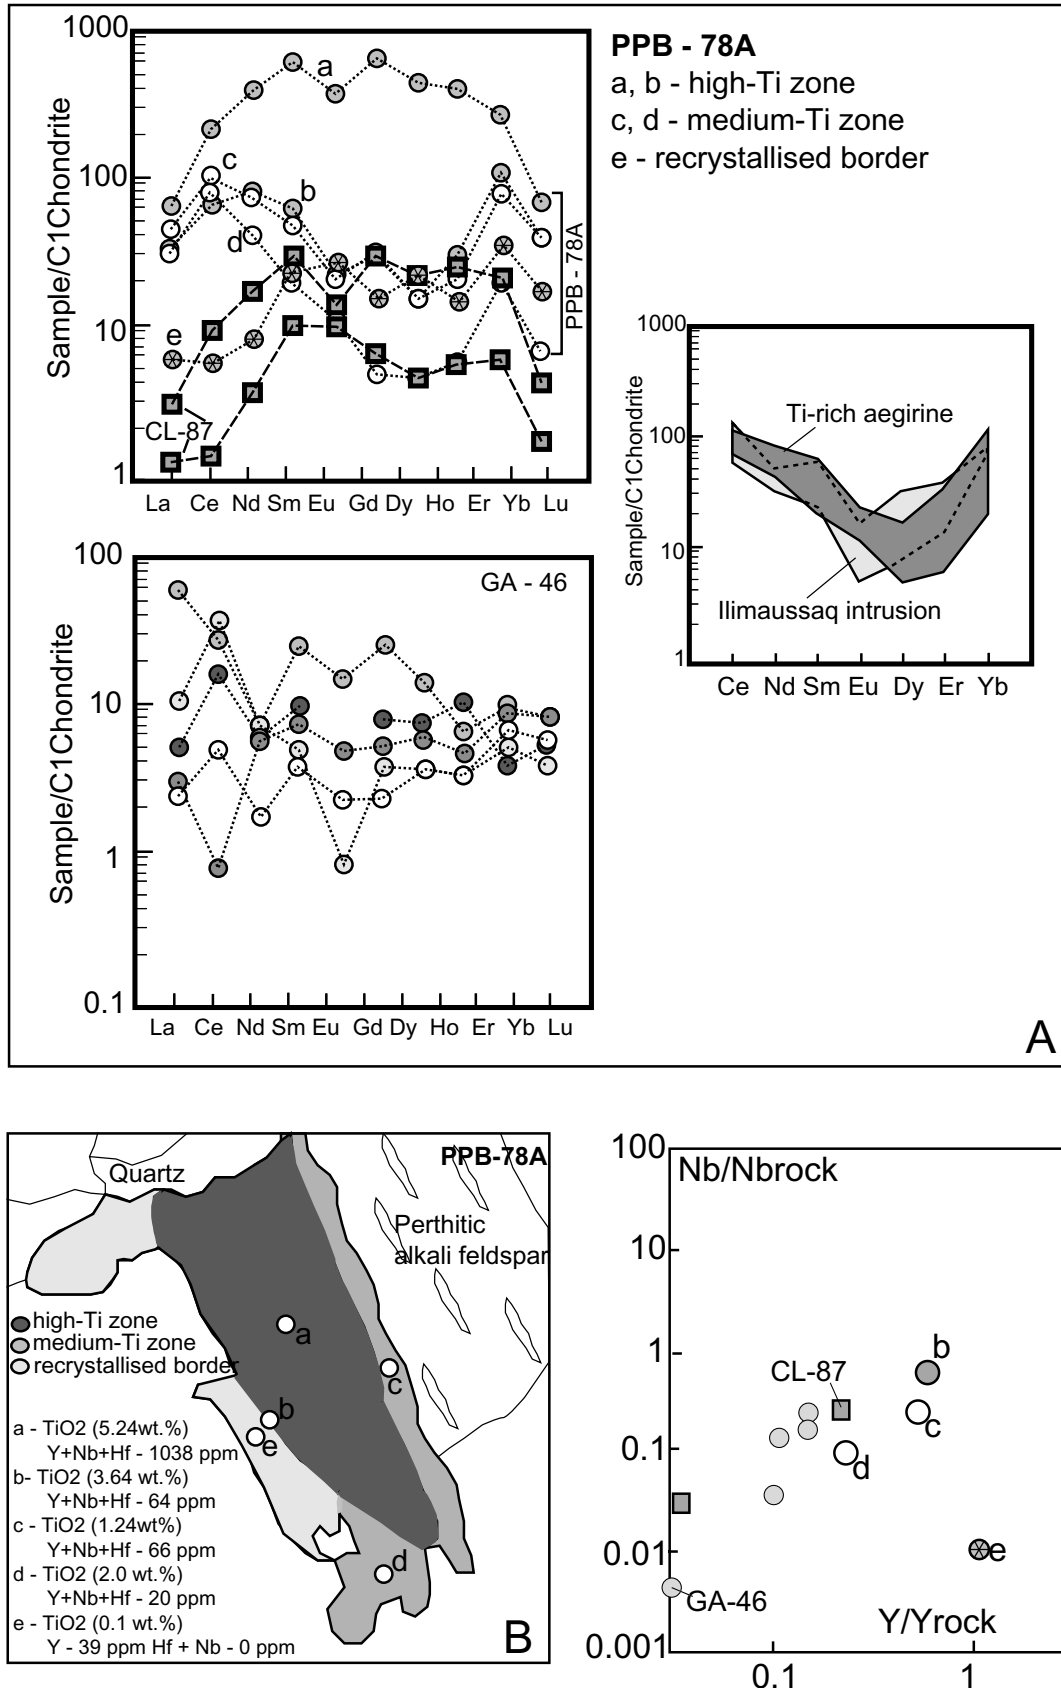 1000
100
10
1
Sample/C1Chondrite
a
b
c
d
e
CL-87
PPB - 78A
La Ce Nd Sm Eu Gd Dy Ho Er Yb Lu
PPB - 78A
a, b - high-Ti zone
c, d - medium-Ti zone
e - recrystallised border
1000
100
10
1
Sample/C1Chondrite
Ti-rich aegirine
Ilimaussaq intrusion
Ce Nd Sm Eu Dy Er Yb
100
10
1
0.1
Sample/C1Chondrite
GA - 46
La Ce Nd Sm Eu Gd Dy Ho Er Yb Lu
A
PPB-78A
Quartz
Perthitic
alkali feldspar
high-Ti zone
medium-Ti zone
recrystallised border
a
b
c
d
e
a - TiO2 (5.24wt.%)
Y+Nb+Hf - 1038 ppm
b- TiO2 (3.64 wt.%)
Y+Nb+Hf - 64 ppm
c - TiO2 (1.24wt%)
Y+Nb+Hf - 66 ppm
d - TiO2 (2.0 wt.%)
Y+Nb+Hf - 20 ppm
e - TiO2 (0.1 wt.%)
Y - 39 ppm Hf + Nb - 0 ppm
B
100
10
1
0.1
0.01
0.001
Nb/Nbrock
b
CL-87
c
d
e
GA-46
Y/Yrock
0.1 1